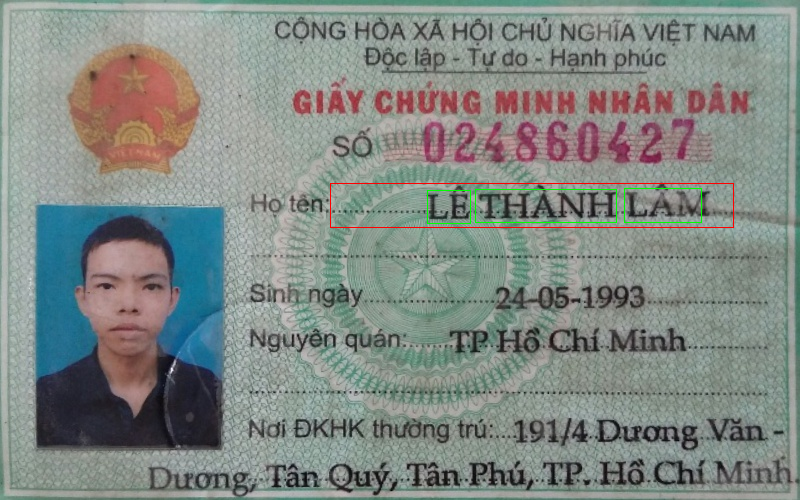 CỘNG HÒA XÃ HỘI CHỦ NGHĨA VIỆT NAM
Độc lập - Tự do - Hạnh phúc
GIẤY CHỨNG MINH NHÂN DÂN
SỐ 024860427
Họ tên: LÊ THÀNH LÂM
Sinh ngày 24-05-1993
Nguyên quán: TP Hồ Chí Minh
Nơi ĐKHK thường trú: 191/4 Dương Văn -
Dương, Tân Quý, Tân Phú, TP. Hồ Chí Minh.
VIỆT NAM